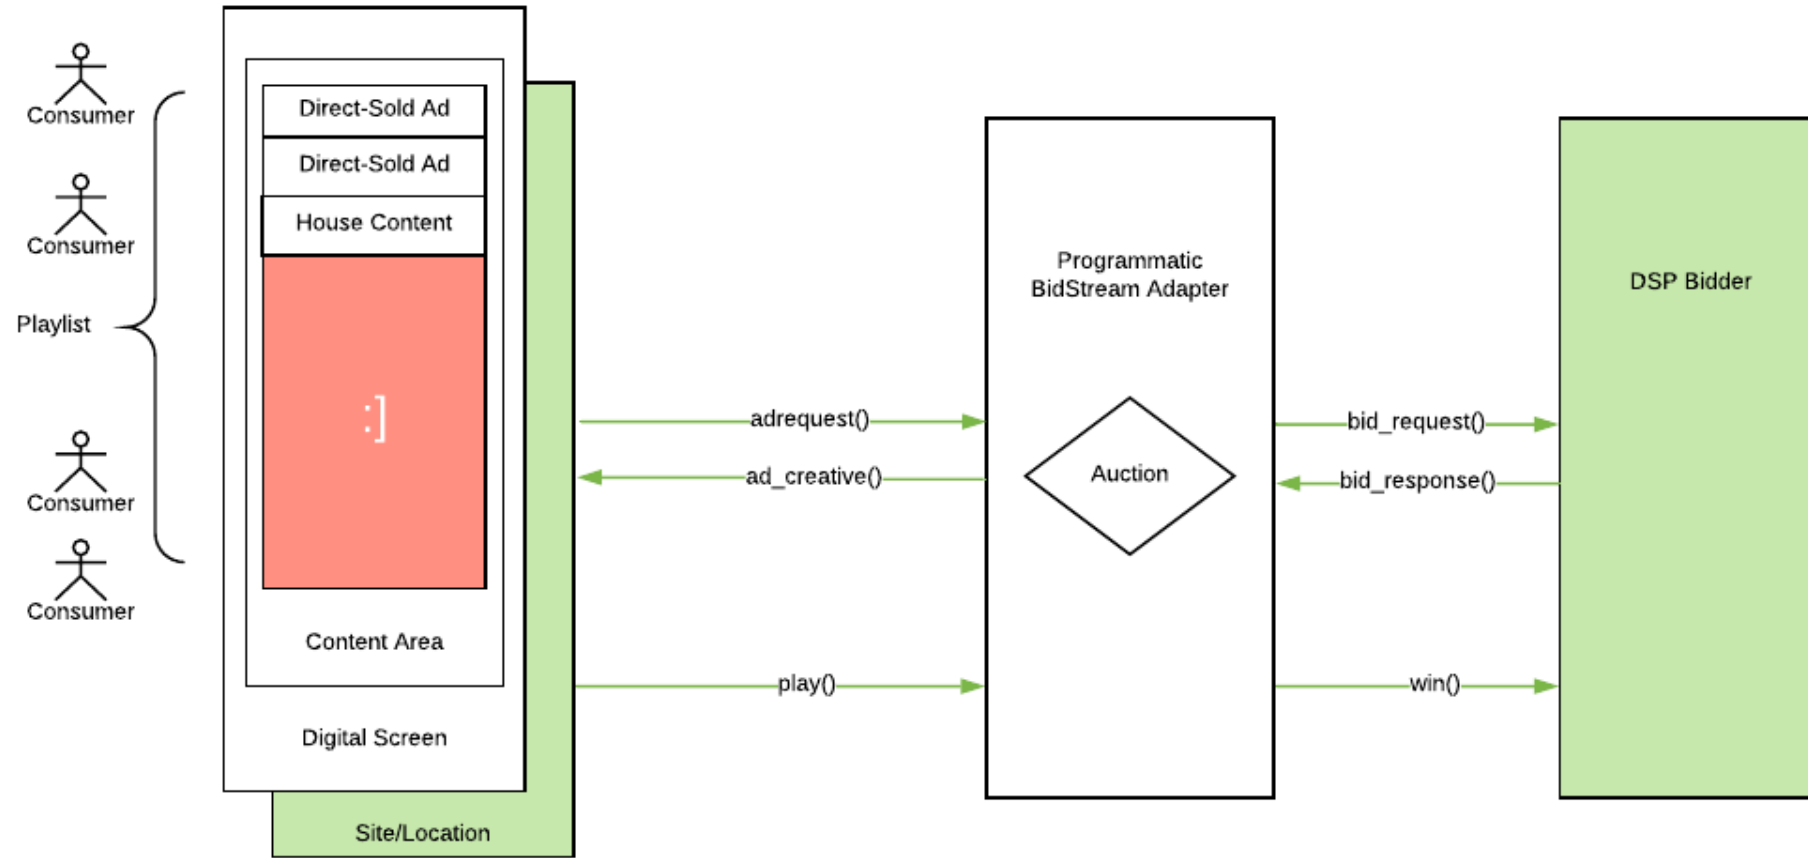 Consumer
Consumer
Playlist
Consumer
Consumer
Direct-Sold Ad
Direct-Sold Ad
House Content
:]
Content Area
Digital Screen
Site/Location
adrequest()
ad_creative()
play()
Programmatic
BidStream Adapter
Auction
bid_request()
bid_response()
win()
DSP Bidder